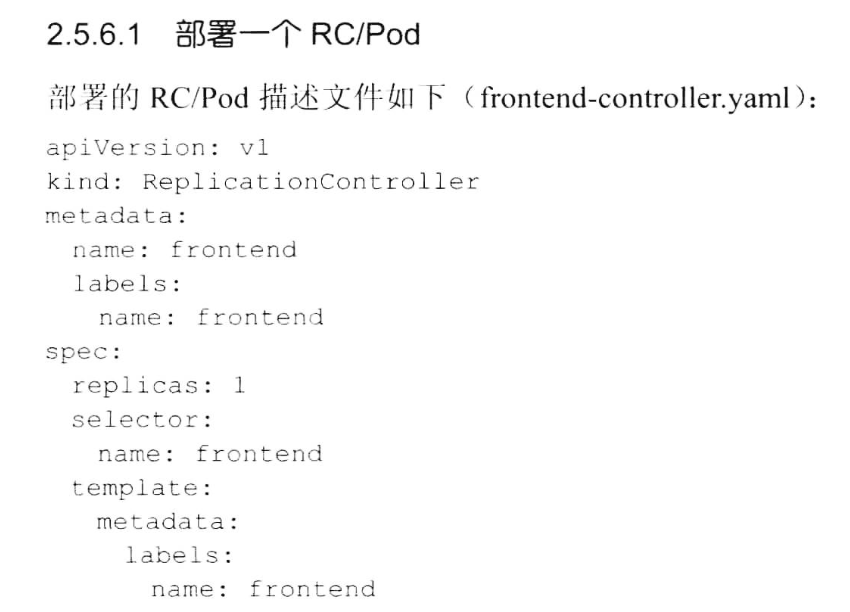 2.5.6.1 部署一个 RC/Pod
部署的 RC/Pod 描述文件如下（frontend-controller.yaml）：
apiVersion: v1
kind: ReplicationController
metadata:
  name: frontend
  labels:
    name: frontend
spec:
  replicas: 1
  selector:
    name: frontend
  template:
    metadata:
      labels:
        name: frontend